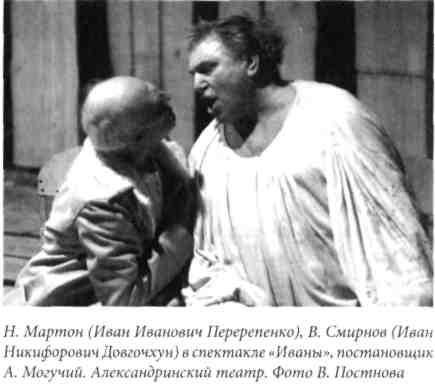 Н. Мартон (Иван Иванович Перерепенко), В. Смирнов (Иван
Никифорович Довгочхун) в спектакле «Иваны», постановщик
А. Могучий. Александринский театр. Фото В. Постнова